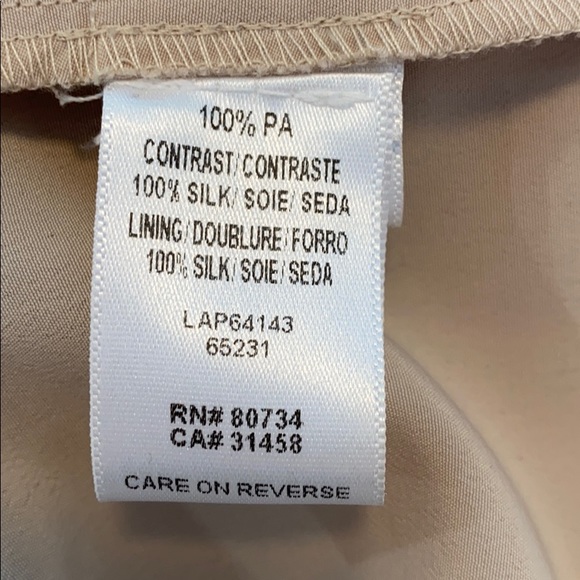 100% PA
CONTRAST/CONTRASTE
100% SILK/SOIE/SEDA
LINING/DOUBLURE/FORRO
100% SILK/SOIE/SEDA
LAP64143
65231
RN# 80734
CA# 31458
CARE ON REVERSE